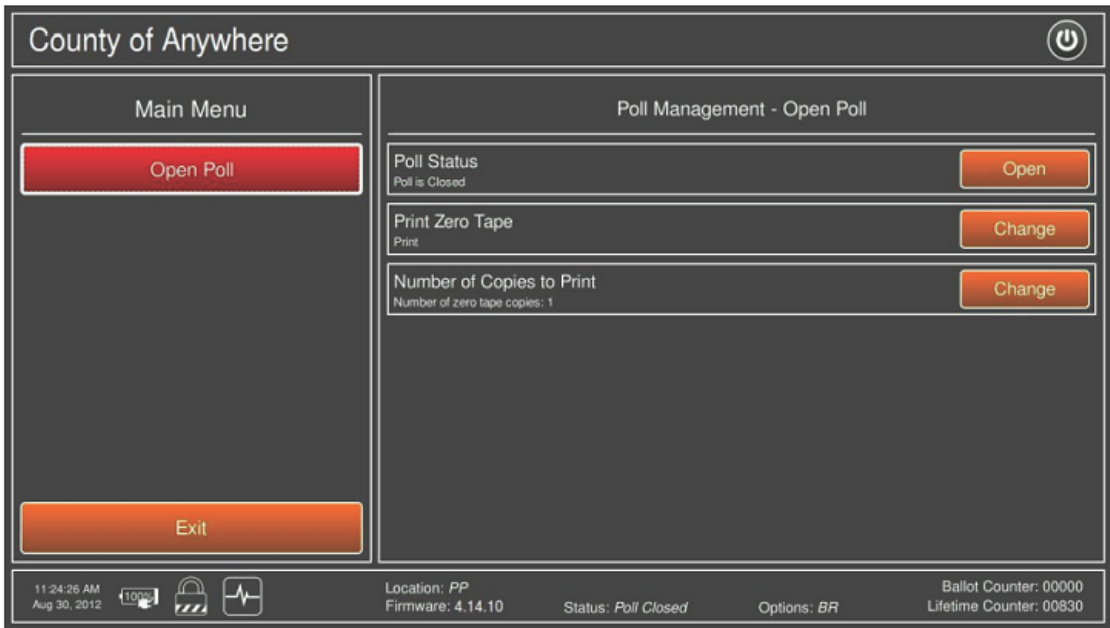 County of Anywhere
Main Menu
Open Poll
Exit
Poll Management - Open Poll
Poll Status
Poll is Closed
Open
Print Zero Tape
Print
Change
Number of Copies to Print
Number of zero tape copies: 1
Change
11:24:26 AM
Aug 30, 2012
100%
Location: PP
Firmware: 4.14.10
Status: Poll Closed
Options: BR
Ballot Counter: 00000
Lifetime Counter: 00830